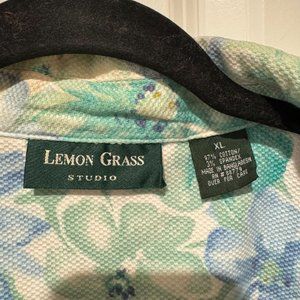 LEMON GRASS
STUDIO
XL
97% COTTON/
3% SPANDEX
MADE IN BANGLADESH
OVER FOR CARE